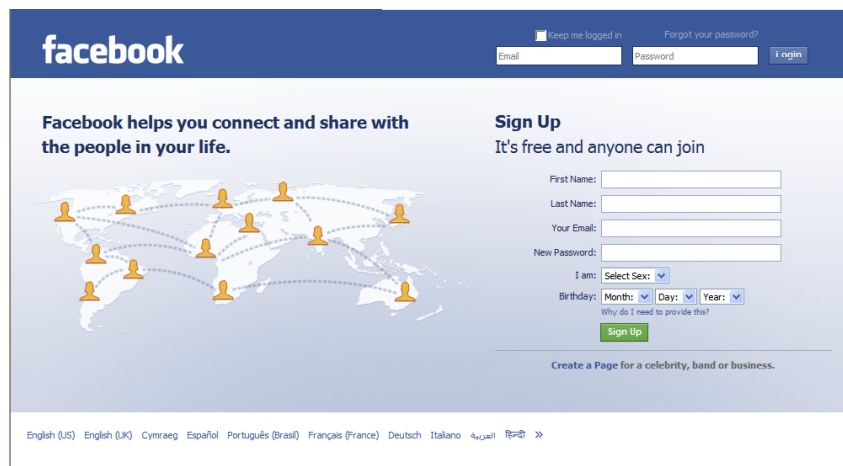 facebook
Keep me logged in Forgot your password?
Email Password Login
Facebook helps you connect and share with
the people in your life.
Sign Up
It's free and anyone can join
First Name:
Last Name:
Your Email:
New Password:
I am: Select Sex:
Birthday: Month: Day: Year:
Why do I need to provide this?
Sign Up
Create a Page for a celebrity, band or business.
English (US) English (UK) Cymraeg Español Português (Brasil) Français (France) Deutsch Italiano العربية हिन्दी »